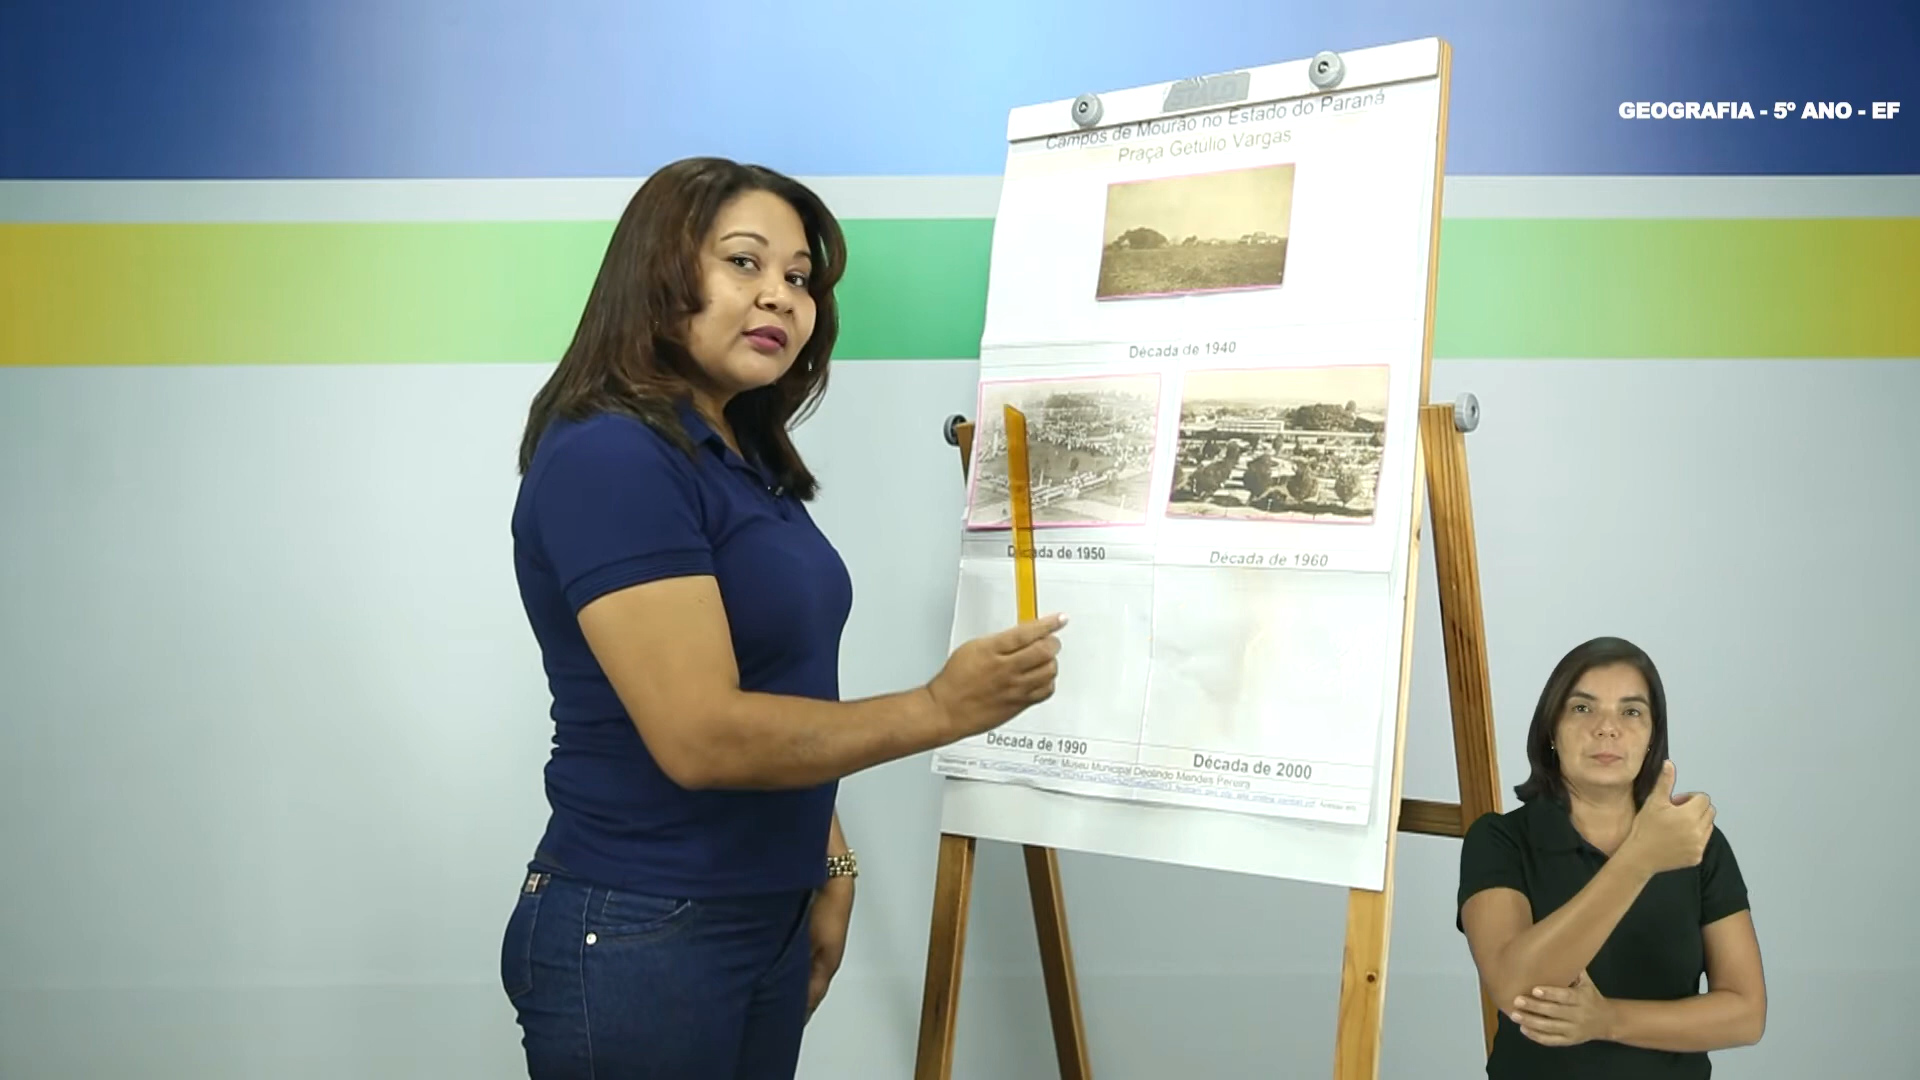 GEOGRAFIA - 5º ANO - EF
Campos de Mourão no Estado do Paraná
Praça Getúlio Vargas
Década de 1940
Década de 1950
Década de 1960
Década de 1990
Década de 2000
Fonte: Museu Municipal Deolindo Mendes Pereira